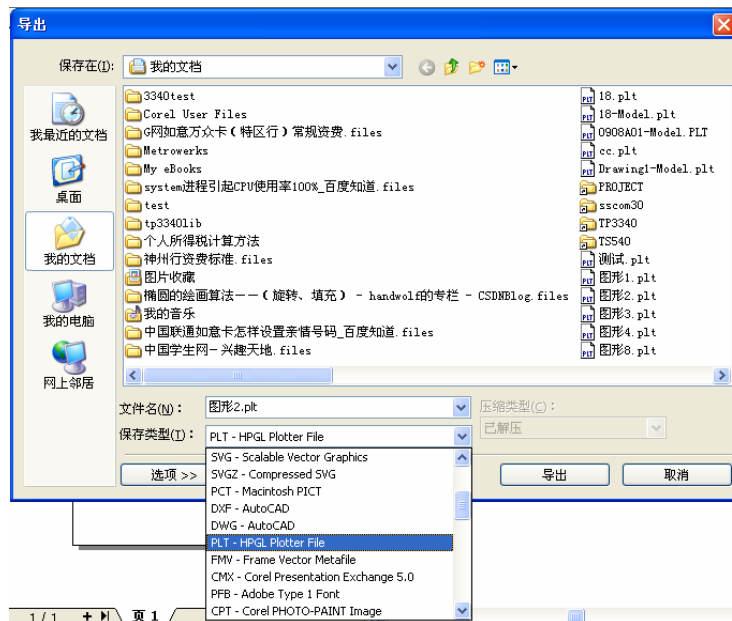 导出
保存在(I):
我的文档
我最近的文档
桌面
我的文档
我的电脑
网上邻居
3340test
Corel User Files
G网如意万众卡(特区行)常规资费.files
Metrowerks
My eBooks
system进程引起CPU使用率100%_百度知道.files
test
tp3340lib
个人所得税计算方法
神州行资费标准.files
图片收藏
椭圆的绘画算法——(旋转、填充) - handwolf的专栏 - CSDNBlog.files
我的音乐
中国联通如意卡怎样设置亲情号码_百度知道.files
中国学生网-兴趣天地.files
18.plt
18-Model.plt
0908A01-Model.PLT
cc.plt
Drawing1-Model.plt
PROJECT
sscom30
TP3340
TS540
测试.plt
图形1.plt
图形2.plt
图形3.plt
图形4.plt
图形8.plt
文件名(N):
图形2.plt
压缩类型(C):
保存类型(T):
PLT - HPGL Plotter File
已解压
选项 >>
导出
取消
SVG - Scalable Vector Graphics
SVGZ - Compressed SVG
PCT - Macintosh PICT
DXF - AutoCAD
DWG - AutoCAD
PLT - HPGL Plotter File
FMV - Frame Vector Metafile
CMX - Corel Presentation Exchange 5.0
PFB - Adobe Type 1 Font
CPT - Corel PHOTO-PAINT Image
1 / 1
页 1